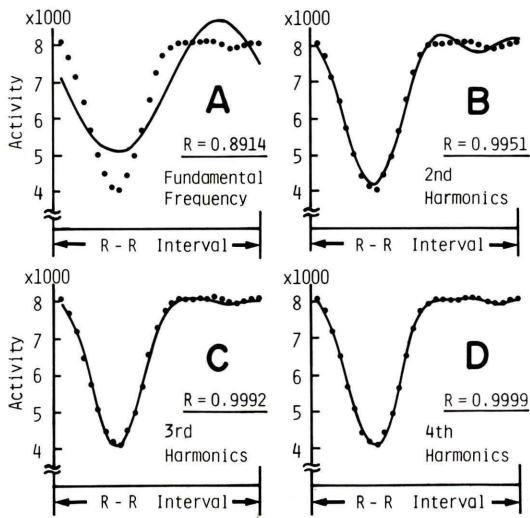 x1000
8
7
6
5
4
Activity
A
R = 0.8914
Fundamental
Frequency
R - R Interval
x1000
8
7
6
5
4
B
R = 0.9951
2nd
Harmonics
R - R Interval
x1000
8
7
6
5
4
Activity
C
R = 0.9992
3rd
Harmonics
R - R Interval
x1000
8
7
6
5
4
D
R = 0.9999
4th
Harmonics
R - R Interval